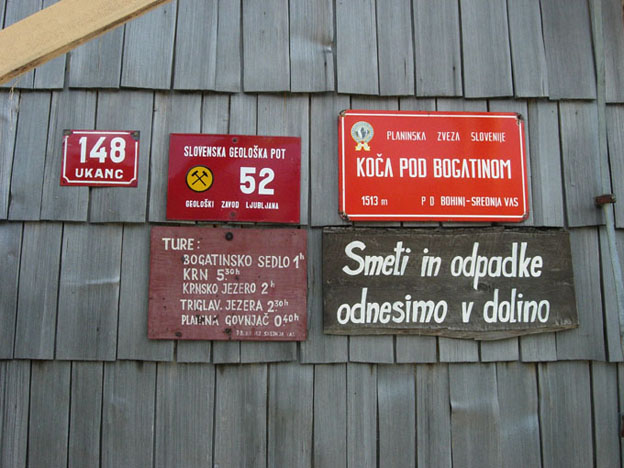 148
UKANC
SLOVENSKA GEOLOŠKA POT
52
GEOLOŠKI ZAVOD LJUBLJANA
PLANINSKA ZVEZA SLOVENIJE
KOČA POD BOGATINOM
1513 m P D BOHINJ-SREDNJA VAS
TURE:
BOGATINSKO SEDLO 1h
KRN 5 30h
KRNSKO JEZERO 2h
TRIGLAV. JEZERA 2 30h
PLANINA GOVNJAČ 0 40h
Smeti in odpadke
odnesimo v dolino